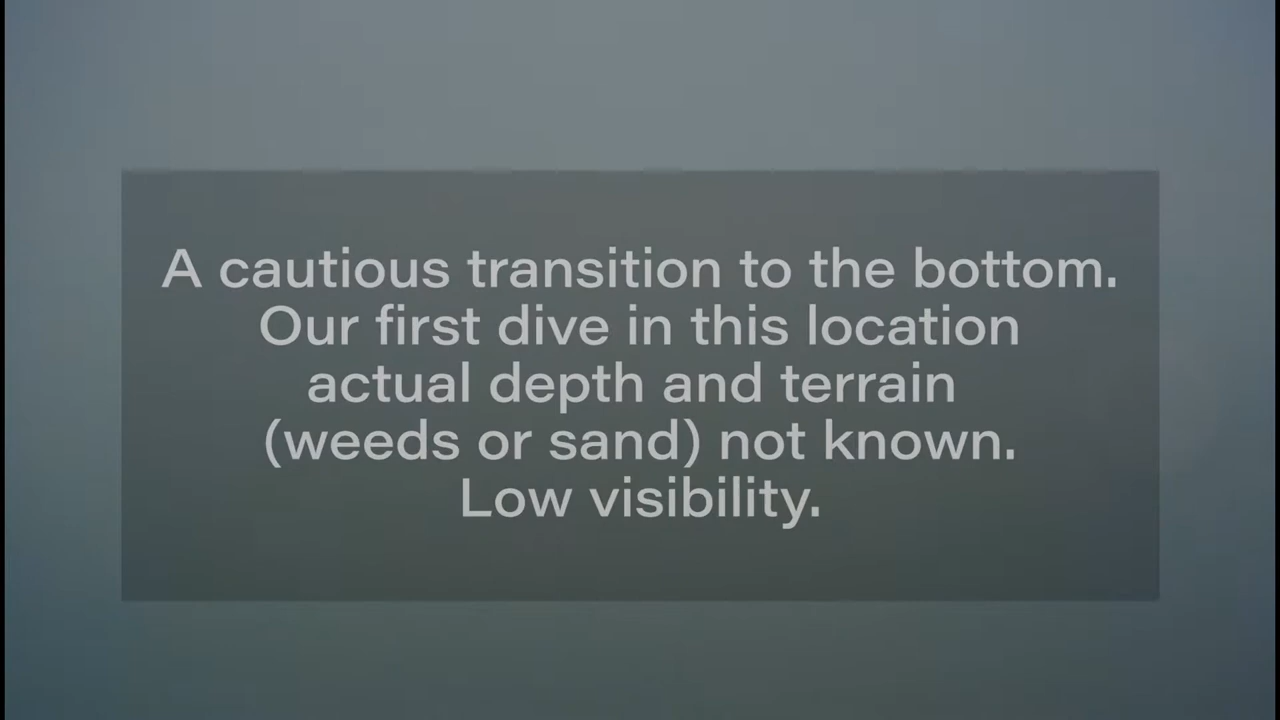 A cautious transition to the bottom.
Our first dive in this location
actual depth and terrain
(weeds or sand) not known.
Low visibility.